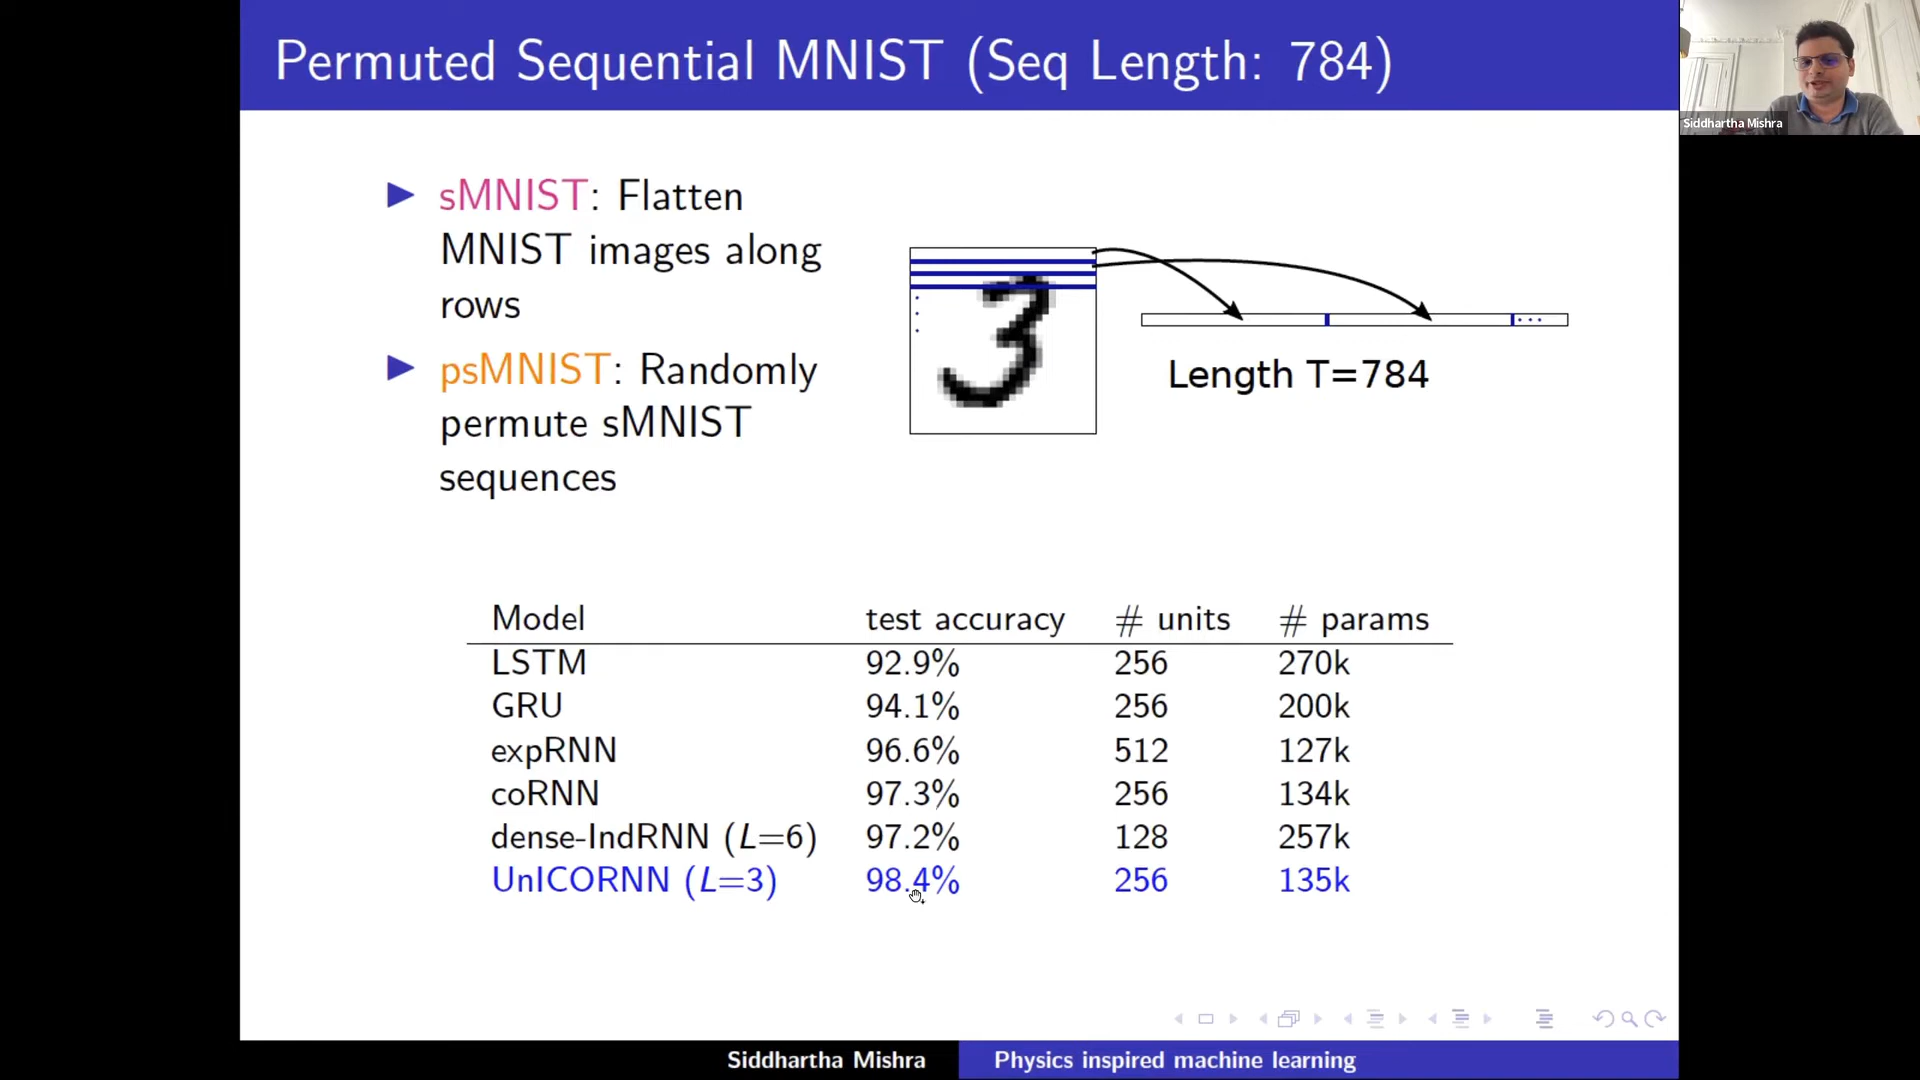 Permuted Sequential MNIST (Seq Length: 784)
Siddhartha Mishra
▶ sMNIST: Flatten
MNIST images along
rows
▶ psMNIST: Randomly
permute sMNIST
sequences
3
Length T=784
Model test accuracy # units # params
LSTM 92.9% 256 270k
GRU 94.1% 256 200k
expRNN 96.6% 512 127k
coRNN 97.3% 256 134k
dense-IndRNN (L=6) 97.2% 128 257k
UnICORNN (L=3) 98.4% 256 135k
Siddhartha Mishra Physics inspired machine learning